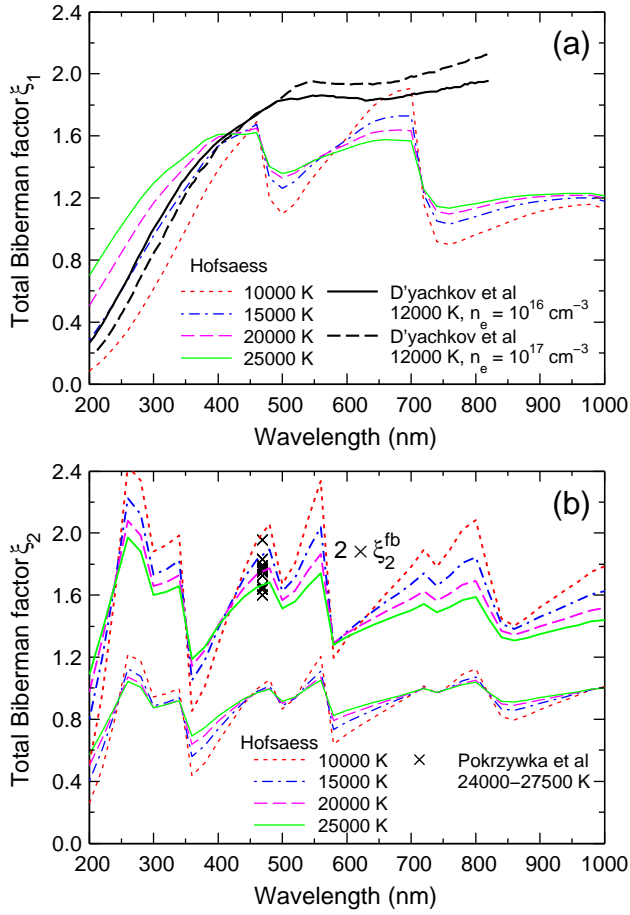 (a)
Total Biberman factor ξ₁
2.4
2.0
1.6
1.2
0.8
0.4
0.0
Hofsaess
10000 K
15000 K
20000 K
25000 K
D'yachkov et al
12000 K, nₑ = 10¹⁶ cm⁻³
D'yachkov et al
12000 K, nₑ = 10¹⁷ cm⁻³
200 300 400 500 600 700 800 900 1000
Wavelength (nm)
(b)
Total Biberman factor ξ₂
2.4
2.0
1.6
1.2
0.8
0.4
0.0
2 × ξ₂^fb
Hofsaess
10000 K
15000 K
20000 K
25000 K
Pokrzywka et al
24000–27500 K
200 300 400 500 600 700 800 900 1000
Wavelength (nm)